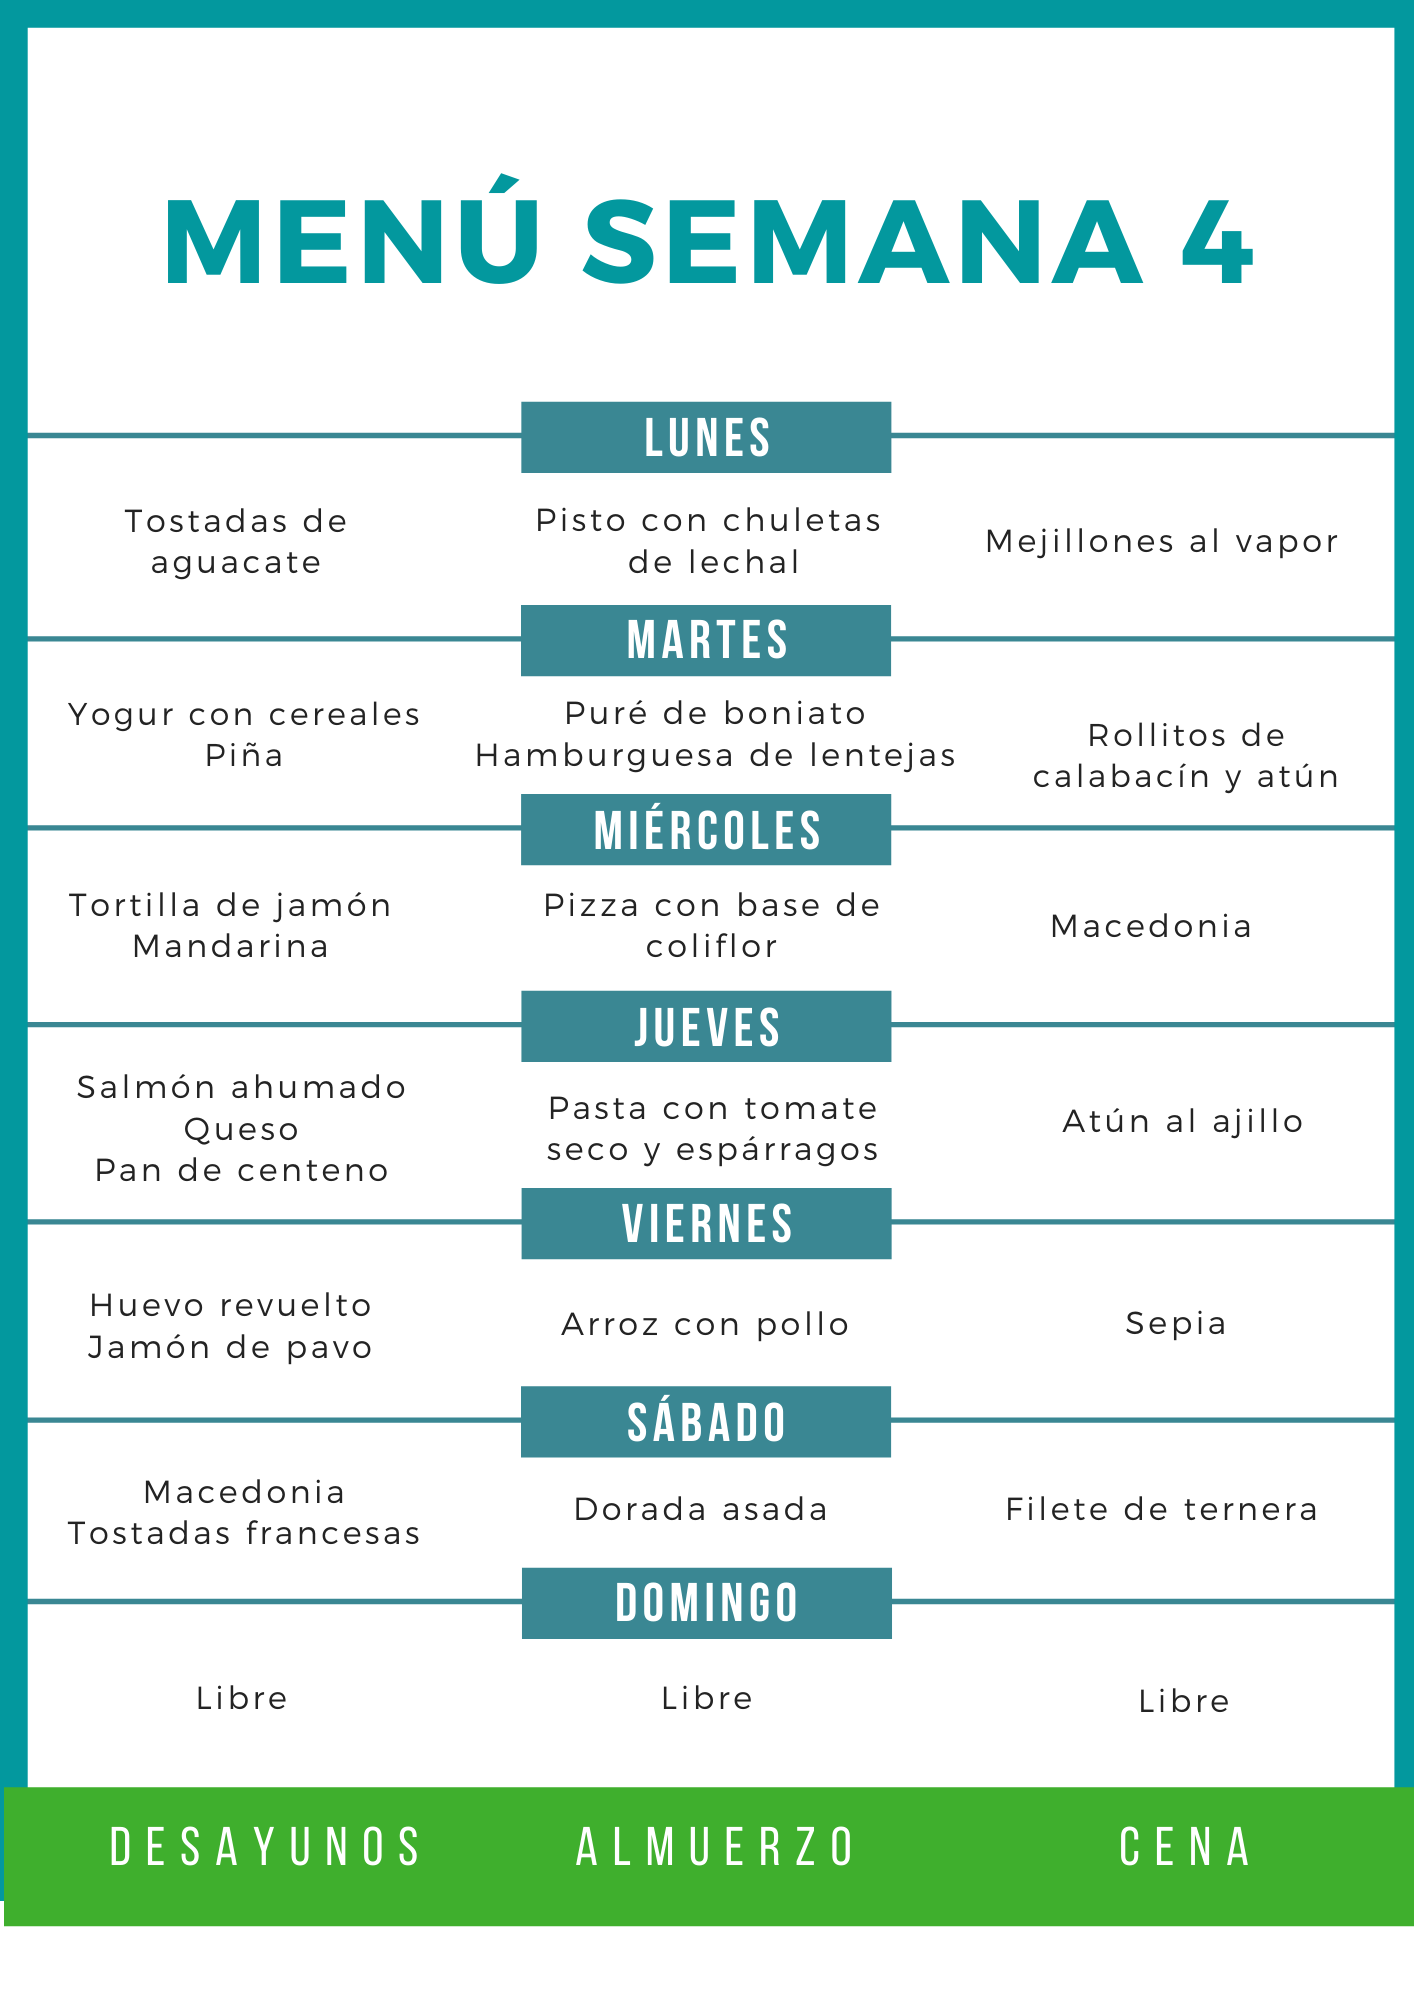 MENÚ SEMANA 4
LUNES
Tostadas de
aguacate
Pisto con chuletas
de lechal
Mejillones al vapor
MARTES
Yogur con cereales
Piña
Puré de boniato
Hamburguesa de lentejas
Rollitos de
calabacín y atún
MIÉRCOLES
Tortilla de jamón
Mandarina
Pizza con base de
coliflor
Macedonia
JUEVES
Salmón ahumado
Queso
Pan de centeno
Pasta con tomate
seco y espárragos
Atún al ajillo
VIERNES
Huevo revuelto
Jamón de pavo
Arroz con pollo
Sepia
SÁBADO
Macedonia
Tostadas francesas
Dorada asada
Filete de ternera
DOMINGO
Libre
Libre
Libre
DESAYUNOS
ALMUERZO
CENA